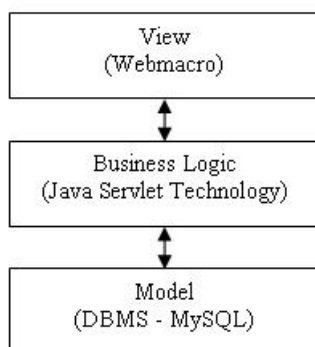 View
(Webmacro)
Business Logic
(Java Servlet Technology)
Model
(DBMS - MySQL)